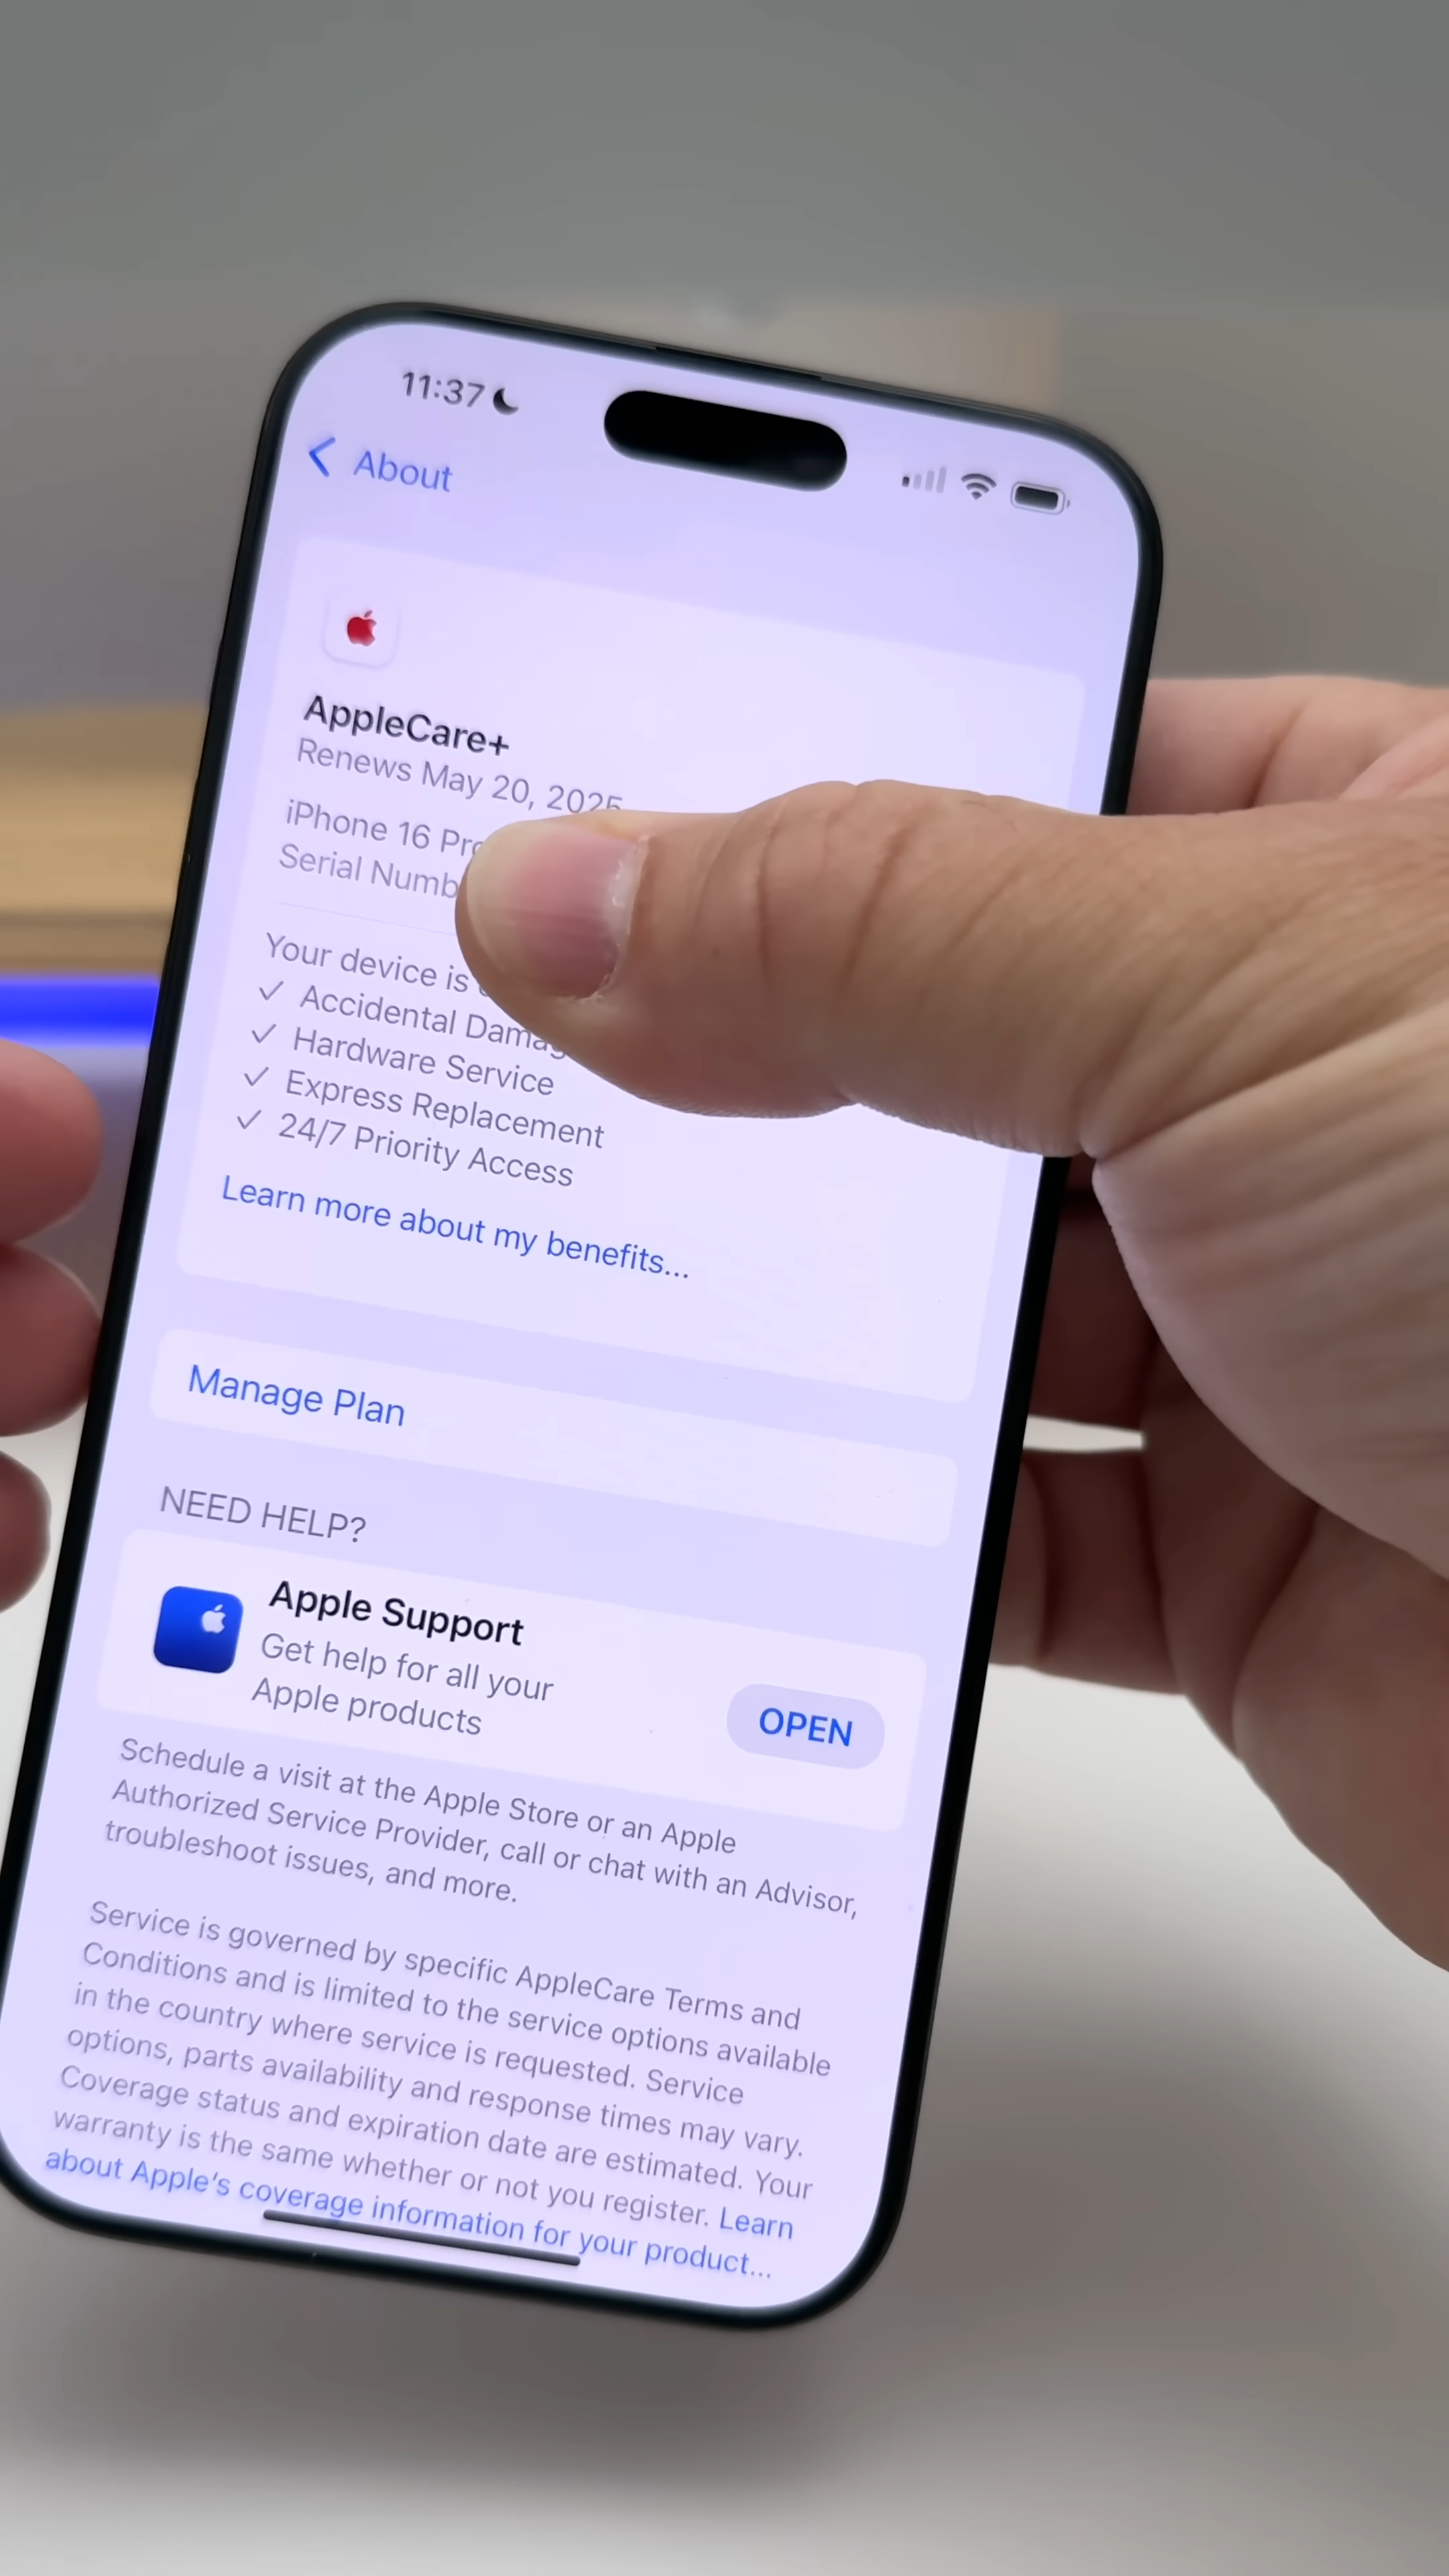 11:37
About
AppleCare+
Renews May 20, 2025
iPhone 16
Serial
Your device is
Accidental
Hardware Service
Express Replacement
24/7 Priority Access
Learn more about my benefits...
Manage Plan
NEED HELP?
Apple Support
Get help for all your
Apple products
OPEN
Schedule a visit at the Apple Store or an Apple
Authorized Service Provider, call or chat with an Advisor,
troubleshoot issues, and more.
Service is governed by specific AppleCare Terms and
Conditions and is limited to the service options available
in the country where service is requested. Service
options, parts availability and response times may vary.
Coverage status and expiration date are estimated. Your
warranty is the same whether or not you register. Learn
about Apple's coverage information for your product...